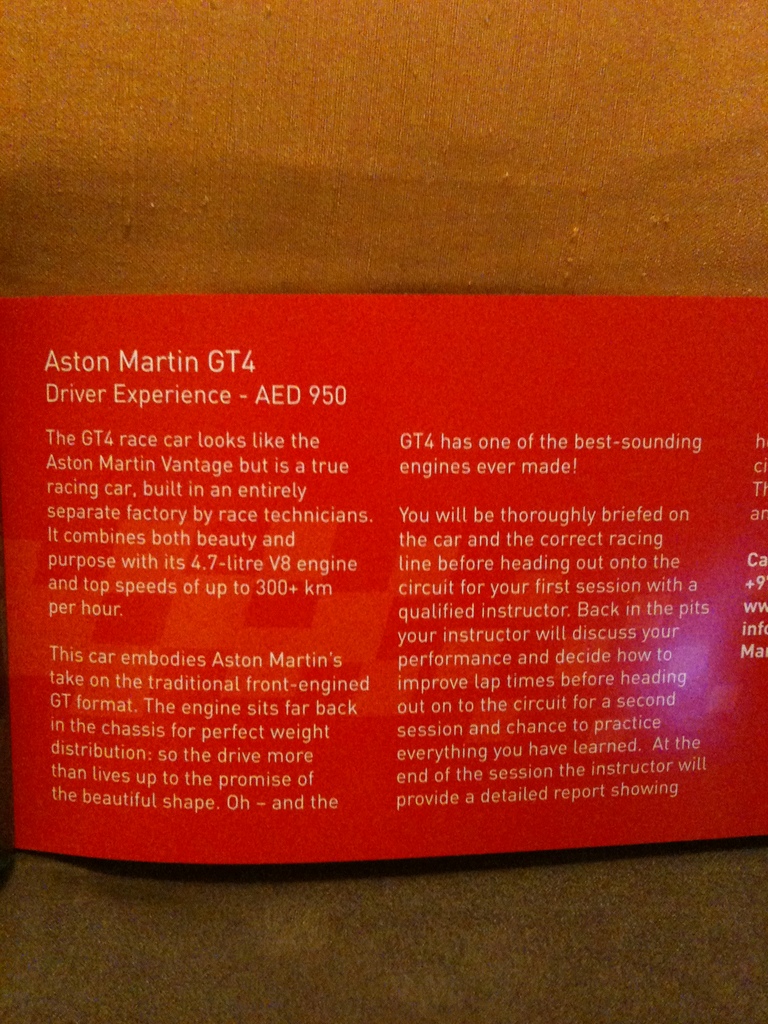 Aston Martin GT4
Driver Experience - AED 950
The GT4 race car looks like the
Aston Martin Vantage but is a true
racing car, built in an entirely
separate factory by race technicians.
It combines both beauty and
purpose with its 4.7-litre V8 engine
and top speeds of up to 300+ km
per hour.
This car embodies Aston Martin's
take on the traditional front-engined
GT format. The engine sits far back
in the chassis for perfect weight
distribution: so the drive more
than lives up to the promise of
the beautiful shape. Oh – and the
GT4 has one of the best-sounding
engines ever made!
You will be thoroughly briefed on
the car and the correct racing
line before heading out onto the
circuit for your first session with a
qualified instructor. Back in the pits
your instructor will discuss your
performance and decide how to
improve lap times before heading
out on to the circuit for a second
session and chance to practice
everything you have learned. At the
end of the session the instructor will
provide a detailed report showing